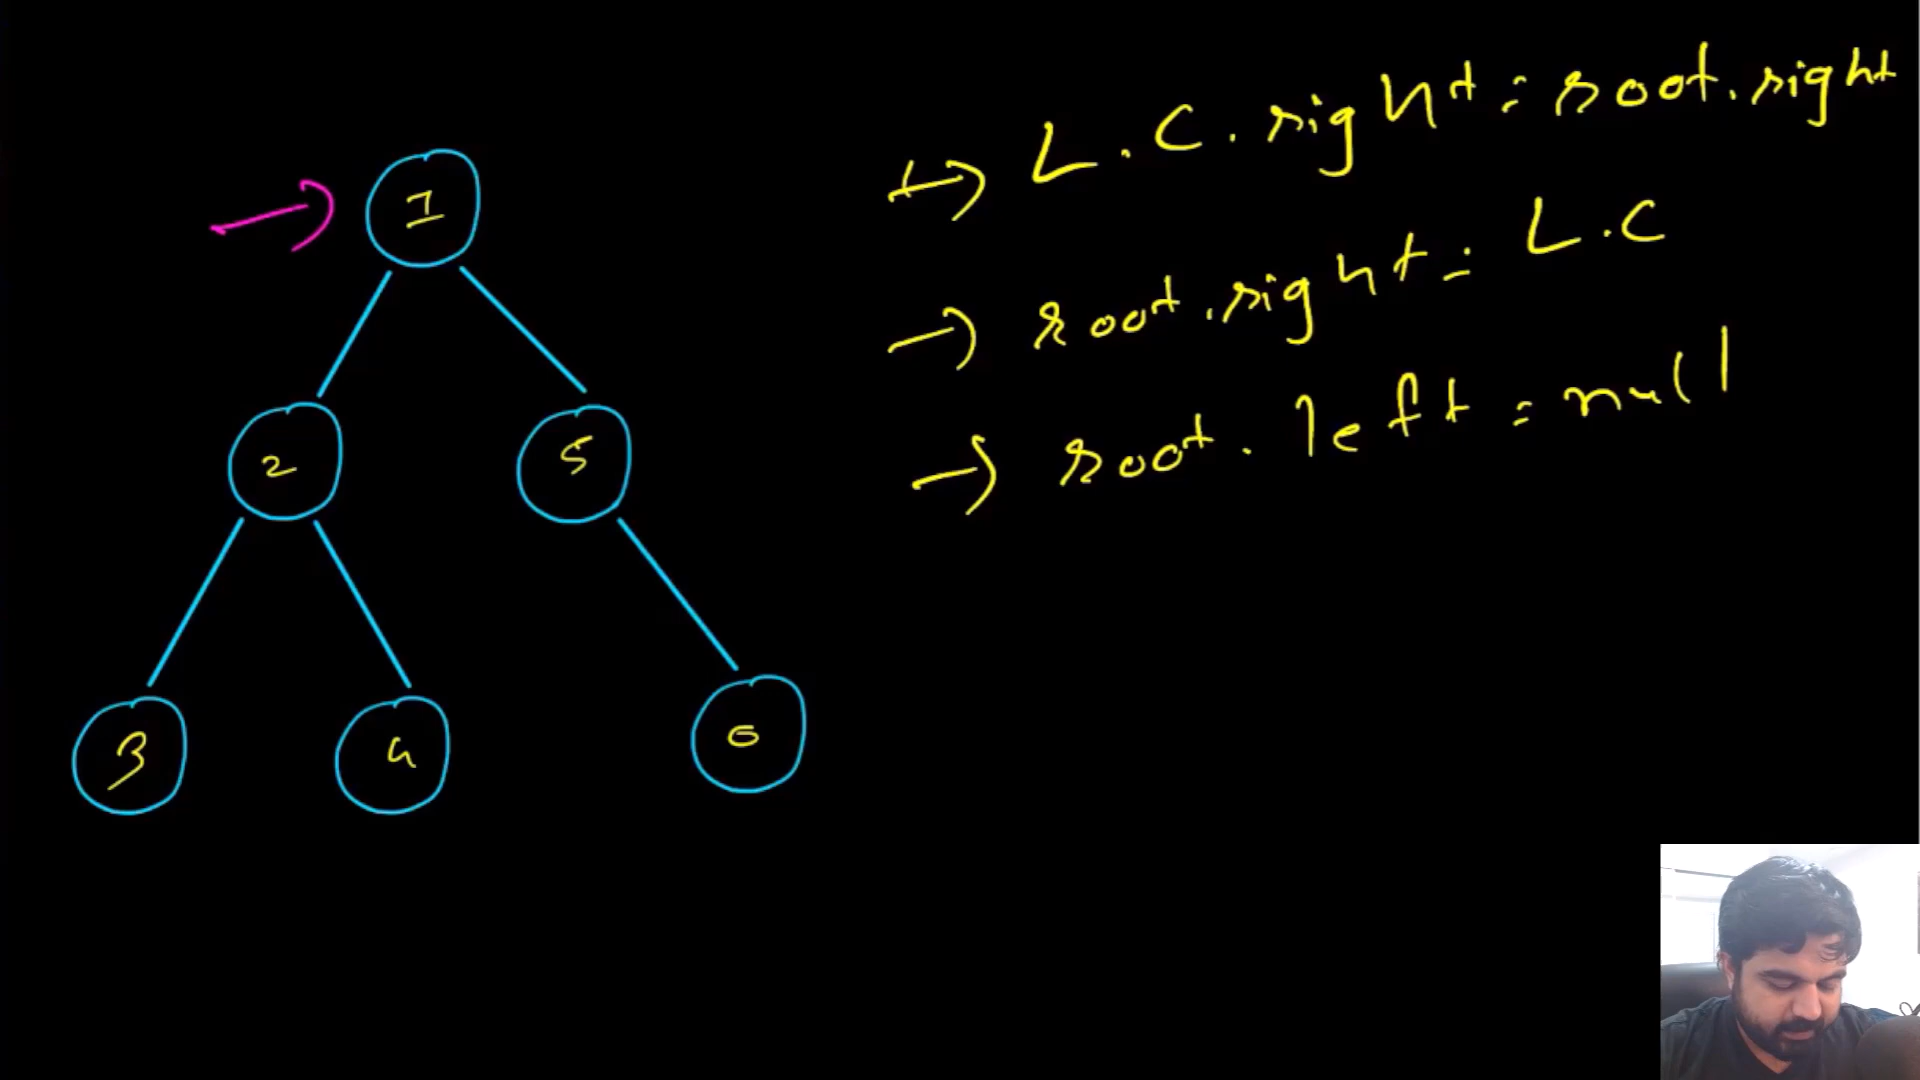 → L.C.right = root.right
→ root.right = L.C
→ root.left = null
1
2
5
3
4
6